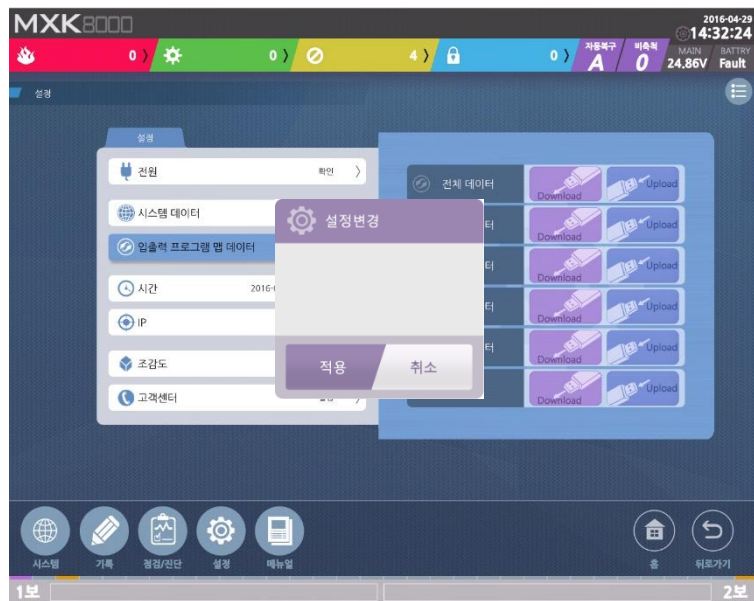 MXK8000
2016-04-29
14:32:24
0 〉
0 〉
4 〉
0 〉
자동복구
A
비축적
0
MAIN
24.86V
BATTRY
Fault
설정
설정
전원 확인 〉
시스템 데이터
입출력 프로그램 맵 데이터
시간 2016-
IP
조감도
고객센터
설정변경
적용 취소
전체 데이터 Download Upload
터 Download Upload
터 Download Upload
터 Download Upload
터 Download Upload
Download Upload
시스템 기록 점검/진단 설정 메뉴얼 홈 뒤로가기
1보 2보